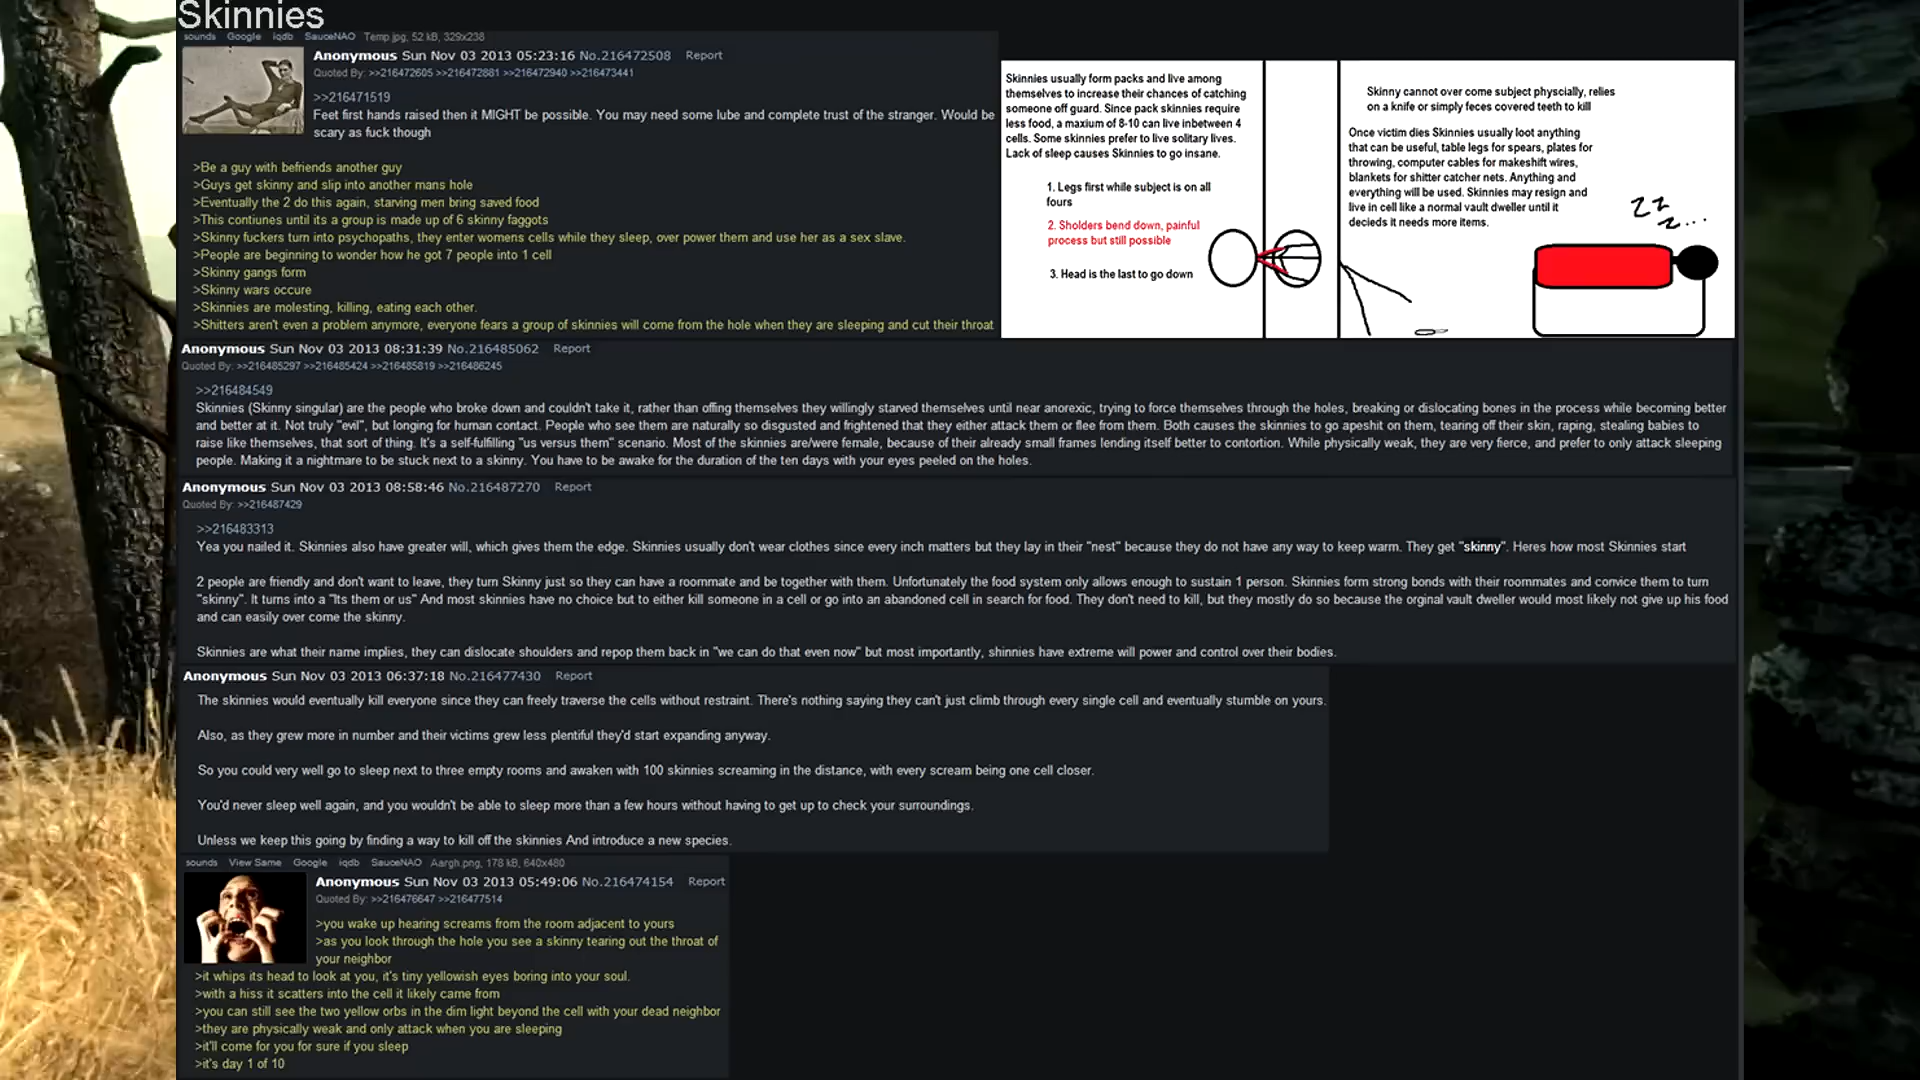 Skinnies
sounds Google iqdb SauceNAO Temp.jpg, 52 kB, 329x238
Anonymous Sun Nov 03 2013 05:23:16 No.216472508 Report
Quoted By: >>216472605 >>216472881 >>216472940 >>216473441
>>216471519
Feet first hands raised then it MIGHT be possible. You may need some lube and complete trust of the stranger. Would be
scary as fuck though
>Be a guy with befriends another guy
>Guys get skinny and slip into another mans hole
>Eventually the 2 do this again, starving men bring saved food
>This contiunes until its a group is made up of 6 skinny faggots
>Skinny fuckers turn into psychopaths, they enter womens cells while they sleep, over power them and use her as a sex slave.
>People are beginning to wonder how he got 7 people into 1 cell
>Skinny gangs form
>Skinny wars occure
>Skinnies are molesting, killing, eating each other.
>Shitters aren't even a problem anymore, everyone fears a group of skinnies will come from the hole when they are sleeping and cut their throat
Skinnies usually form packs and live among
themselves to increase their chances of catching
someone off guard. Since pack skinnies require
less food, a maxium of 8-10 can live inbetween 4
cells. Some skinnies prefer to live solitary lives.
Lack of sleep causes Skinnies to go insane.
1. Legs first while subject is on all
fours
2. Sholders bend down, painful
process but still possible
3. Head is the last to go down
Skinny cannot over come subject physcially, relies
on a knife or simply feces covered teeth to kill
Once victim dies Skinnies usually loot anything
that can be useful, table legs for spears, plates for
throwing, computer cables for makeshift wires,
blankets for shitter catcher nets. Anything and
everything will be used. Skinnies may resign and
live in cell like a normal vault dweller until it
decieds it needs more items.
ZZ
Z...
Anonymous Sun Nov 03 2013 08:31:39 No.216485062 Report
Quoted By: >>216485297 >>216485424 >>216485819 >>216486245
>>216484549
Skinnies (Skinny singular) are the people who broke down and couldn't take it, rather than offing themselves they willingly starved themselves until near anorexic, trying to force themselves through the holes, breaking or dislocating bones in the process while becoming better
and better at it. Not truly "evil", but longing for human contact. People who see them are naturally so disgusted and frightened that they either attack them or flee from them. Both causes the skinnies to go apeshit on them, tearing off their skin, raping, stealing babies to
raise like themselves, that sort of thing. It's a self-fulfilling "us versus them" scenario. Most of the skinnies are/were female, because of their already small frames lending itself better to contortion. While physically weak, they are very fierce, and prefer to only attack sleeping
people. Making it a nightmare to be stuck next to a skinny. You have to be awake for the duration of the ten days with your eyes peeled on the holes.
Anonymous Sun Nov 03 2013 08:58:46 No.216487270 Report
Quoted By: >>216487429
>>216483313
Yea you nailed it. Skinnies also have greater will, which gives them the edge. Skinnies usually don't wear clothes since every inch matters but they lay in their "nest" because they do not have any way to keep warm. They get "skinny". Heres how most Skinnies start
2 people are friendly and don't want to leave, they turn Skinny just so they can have a roommate and be together with them. Unfortunately the food system only allows enough to sustain 1 person. Skinnies form strong bonds with their roommates and convice them to turn
"skinny". It turns into a "Its them or us" And most skinnies have no choice but to either kill someone in a cell or go into an abandoned cell in search for food. They don't need to kill, but they mostly do so because the orginal vault dweller would most likely not give up his food
and can easily over come the skinny.
Skinnies are what their name implies, they can dislocate shoulders and repop them back in "we can do that even now" but most importantly, shinnies have extreme will power and control over their bodies.
Anonymous Sun Nov 03 2013 06:37:18 No.216477430 Report
The skinnies would eventually kill everyone since they can freely traverse the cells without restraint. There's nothing saying they can't just climb through every single cell and eventually stumble on yours.
Also, as they grew more in number and their victims grew less plentiful they'd start expanding anyway.
So you could very well go to sleep next to three empty rooms and awaken with 100 skinnies screaming in the distance, with every scream being one cell closer.
You'd never sleep well again, and you wouldn't be able to sleep more than a few hours without having to get up to check your surroundings.
Unless we keep this going by finding a way to kill off the skinnies And introduce a new species.
sounds View Same Google iqdb SauceNAO Aargh.png, 178 kB, 640x480
Anonymous Sun Nov 03 2013 05:49:06 No.216474154 Report
Quoted By: >>216476647 >>216477514
>you wake up hearing screams from the room adjacent to yours
>as you look through the hole you see a skinny tearing out the throat of
your neighbor
>it whips its head to look at you, it's tiny yellowish eyes boring into your soul.
>with a hiss it scatters into the cell it likely came from
>you can still see the two yellow orbs in the dim light beyond the cell with your dead neighbor
>they are physically weak and only attack when you are sleeping
>it'll come for you for sure if you sleep
>it's day 1 of 10